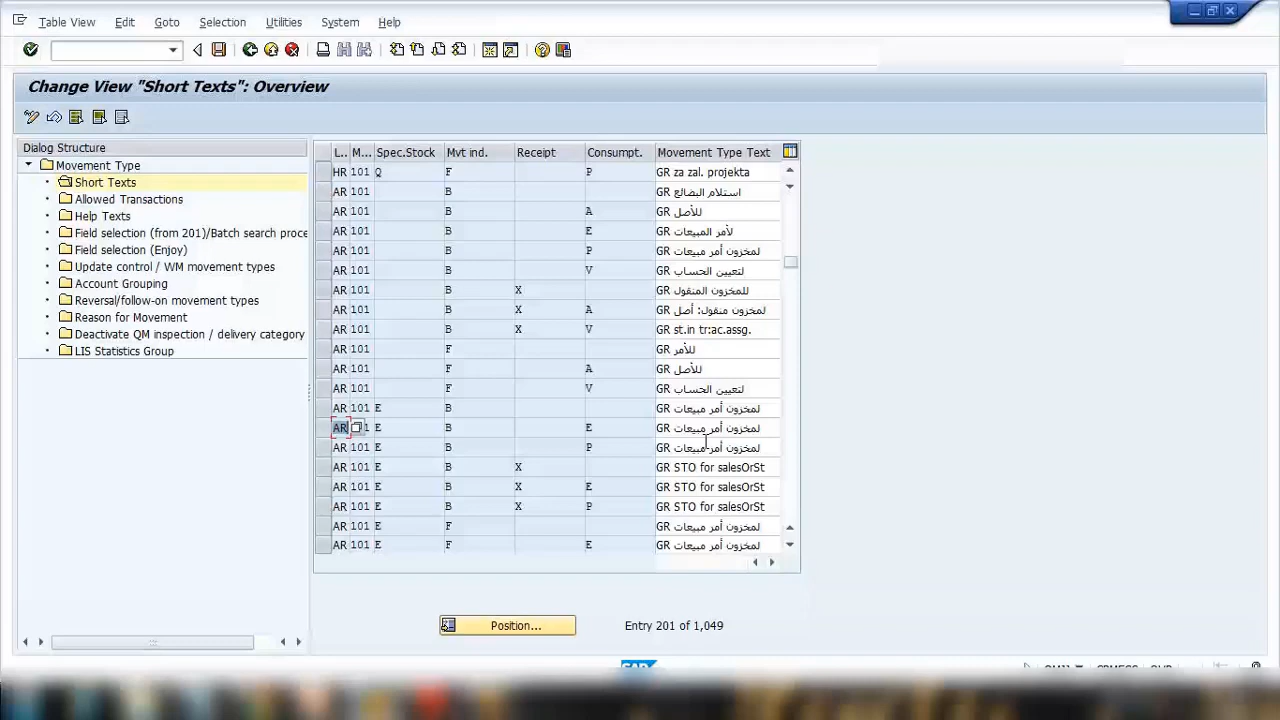 Table View Edit Goto Selection Utilities System Help
Change View "Short Texts": Overview
Dialog Structure
Movement Type
Short Texts
Allowed Transactions
Help Texts
Field selection (from 201)/Batch search proce
Field selection (Enjoy)
Update control / WM movement types
Account Grouping
Reversal/follow-on movement types
Reason for Movement
Deactivate QM inspection / delivery category
LIS Statistics Group
L.. M... Spec.Stock Mvt ind. Receipt Consumpt. Movement Type Text
HR 101 Q F P GR za zal. projekta
AR 101 B استلام البضائع GR
AR 101 B A GR للأصل
AR 101 B E GR لأمر المبيعات
AR 101 B P GR لمخزون أمر مبيعات
AR 101 B V GR لتعيين الحساب
AR 101 B X GR للمخزون المنقول
AR 101 B X A GR لمخزون منقول: أصل
AR 101 B X V GR st.in tr:ac.assg.
AR 101 F GR للأمر
AR 101 F A GR للأصل
AR 101 F V GR لتعيين الحساب
AR 101 E B GR لمخزون أمر مبيعات
AR 1 E B E GR لمخزون أمر مبيعات
AR 101 E B P GR لمخزون أمر مبيعات
AR 101 E B X GR STO for salesOrSt
AR 101 E B X E GR STO for salesOrSt
AR 101 E B X P GR STO for salesOrSt
AR 101 E F GR لمخزون أمر مبيعات
AR 101 E F E GR لمخزون أمر مبيعات
Position...
Entry 201 of 1,049